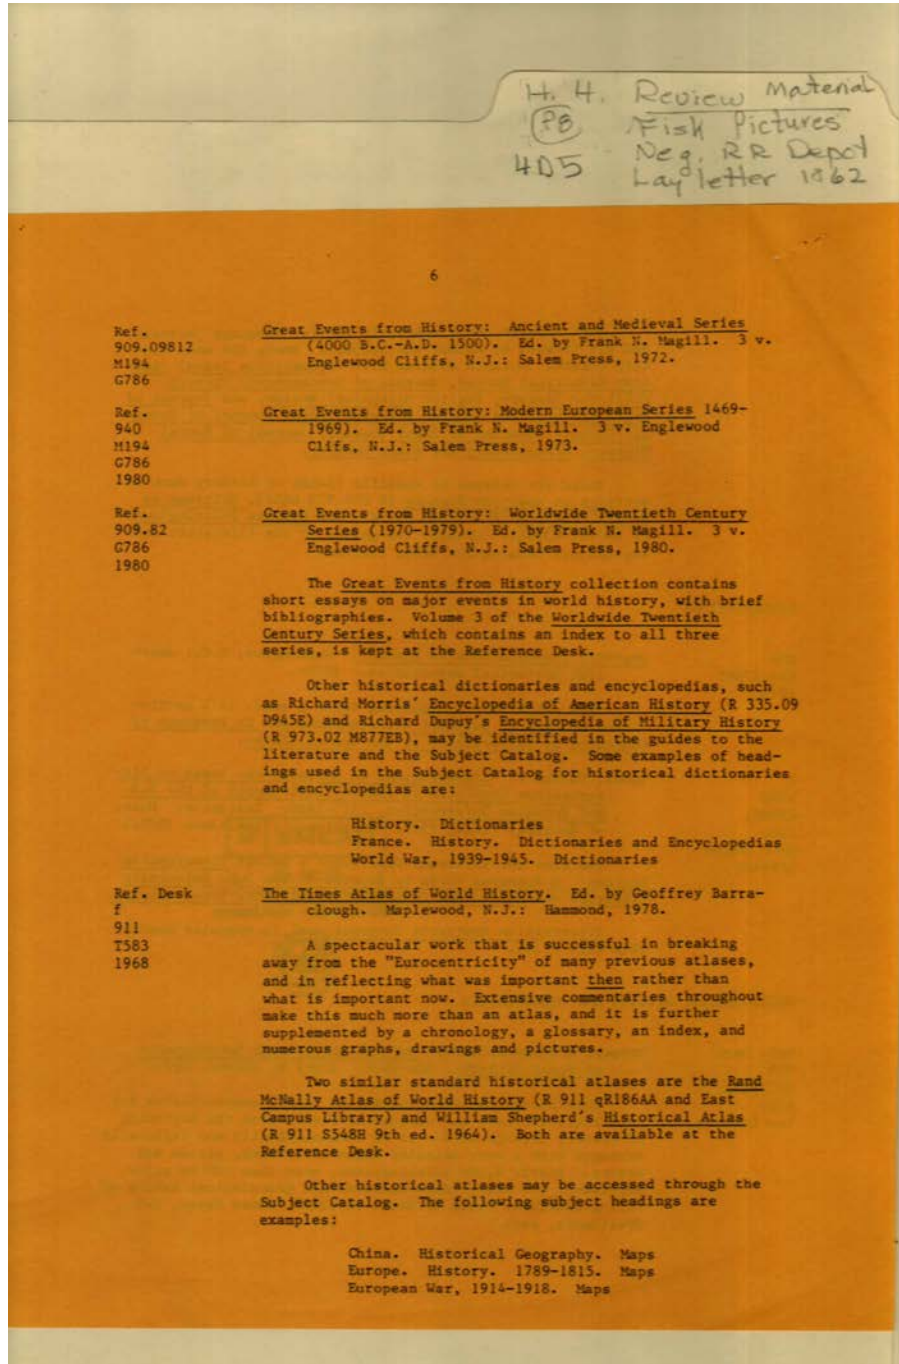 H. 4. Review Material
P8 Fisk Pictures
Neg. RR Depot
4D5 Lay letter 1862
6
Ref. Great Events from History: Ancient and Medieval Series
909.09812 (4000 B.C.-A.D. 1500). Ed. by Frank N. Magill. 3 v.
M194 Englewood Cliffs, N.J.: Salem Press, 1972.
G786
Ref. Great Events from History: Modern European Series 1469-
940 1969). Ed. by Frank N. Magill. 3 v. Englewood
M194 Clifs, N.J.: Salem Press, 1973.
G786
1980
Ref. Great Events from History: Worldwide Twentieth Century
909.82 Series (1970-1979). Ed. by Frank N. Magill. 3 v.
G786 Englewood Cliffs, N.J.: Salem Press, 1980.
1980
The Great Events from History collection contains
short essays on major events in world history, with brief
bibliographies. Volume 3 of the Worldwide Twentieth
Century Series, which contains an index to all three
series, is kept at the Reference Desk.
Other historical dictionaries and encyclopedias, such
as Richard Morris' Encyclopedia of American History (R 335.09
D945E) and Richard Dupuy's Encyclopedia of Military History
(R 973.02 M877EB), may be identified in the guides to the
literature and the Subject Catalog. Some examples of head-
ings used in the Subject Catalog for historical dictionaries
and encyclopedias are:
History. Dictionaries
France. History. Dictionaries and Encyclopedias
World War, 1939-1945. Dictionaries
Ref. Desk The Times Atlas of World History. Ed. by Geoffrey Barra-
f clough. Maplewood, N.J.: Hammond, 1978.
911
T583 A spectacular work that is successful in breaking
1968 away from the "Eurocentricity" of many previous atlases,
and in reflecting what was important then rather than
what is important now. Extensive commentaries throughout
make this much more than an atlas, and it is further
supplemented by a chronology, a glossary, an index, and
numerous graphs, drawings and pictures.
Two similar standard historical atlases are the Rand
McNally Atlas of World History (R 911 qR186AA and East
Campus Library) and William Shepherd's Historical Atlas
(R 911 S548H 9th ed. 1964). Both are available at the
Reference Desk.
Other historical atlases may be accessed through the
Subject Catalog. The following subject headings are
examples:
China. Historical Geography. Maps
Europe. History. 1789-1815. Maps
European War, 1914-1918. Maps